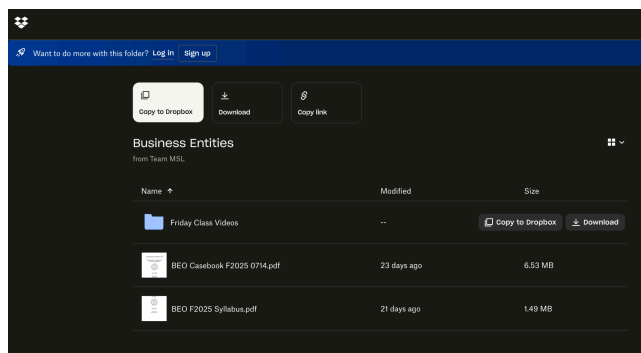 Want to do more with this folder? Log in Sign up
Copy to Dropbox Download Copy link
Business Entities
from Team MSL
Name ↑ Modified Size
Friday Class Videos -- Copy to Dropbox Download
BEO Casebook F2025 0714.pdf 23 days ago 6.53 MB
BEO F2025 Syllabus.pdf 21 days ago 1.49 MB